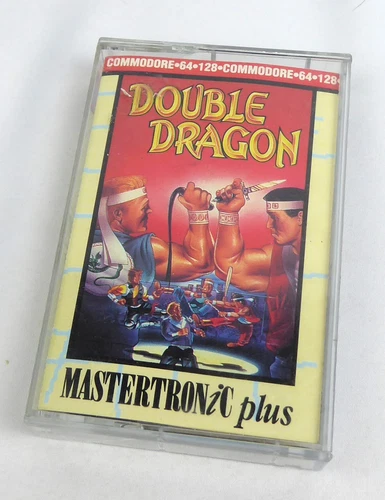 COMMODORE•64•128•COMMODORE•64•128•
DOUBLE
DRAGON
MASTERTRONiC plus